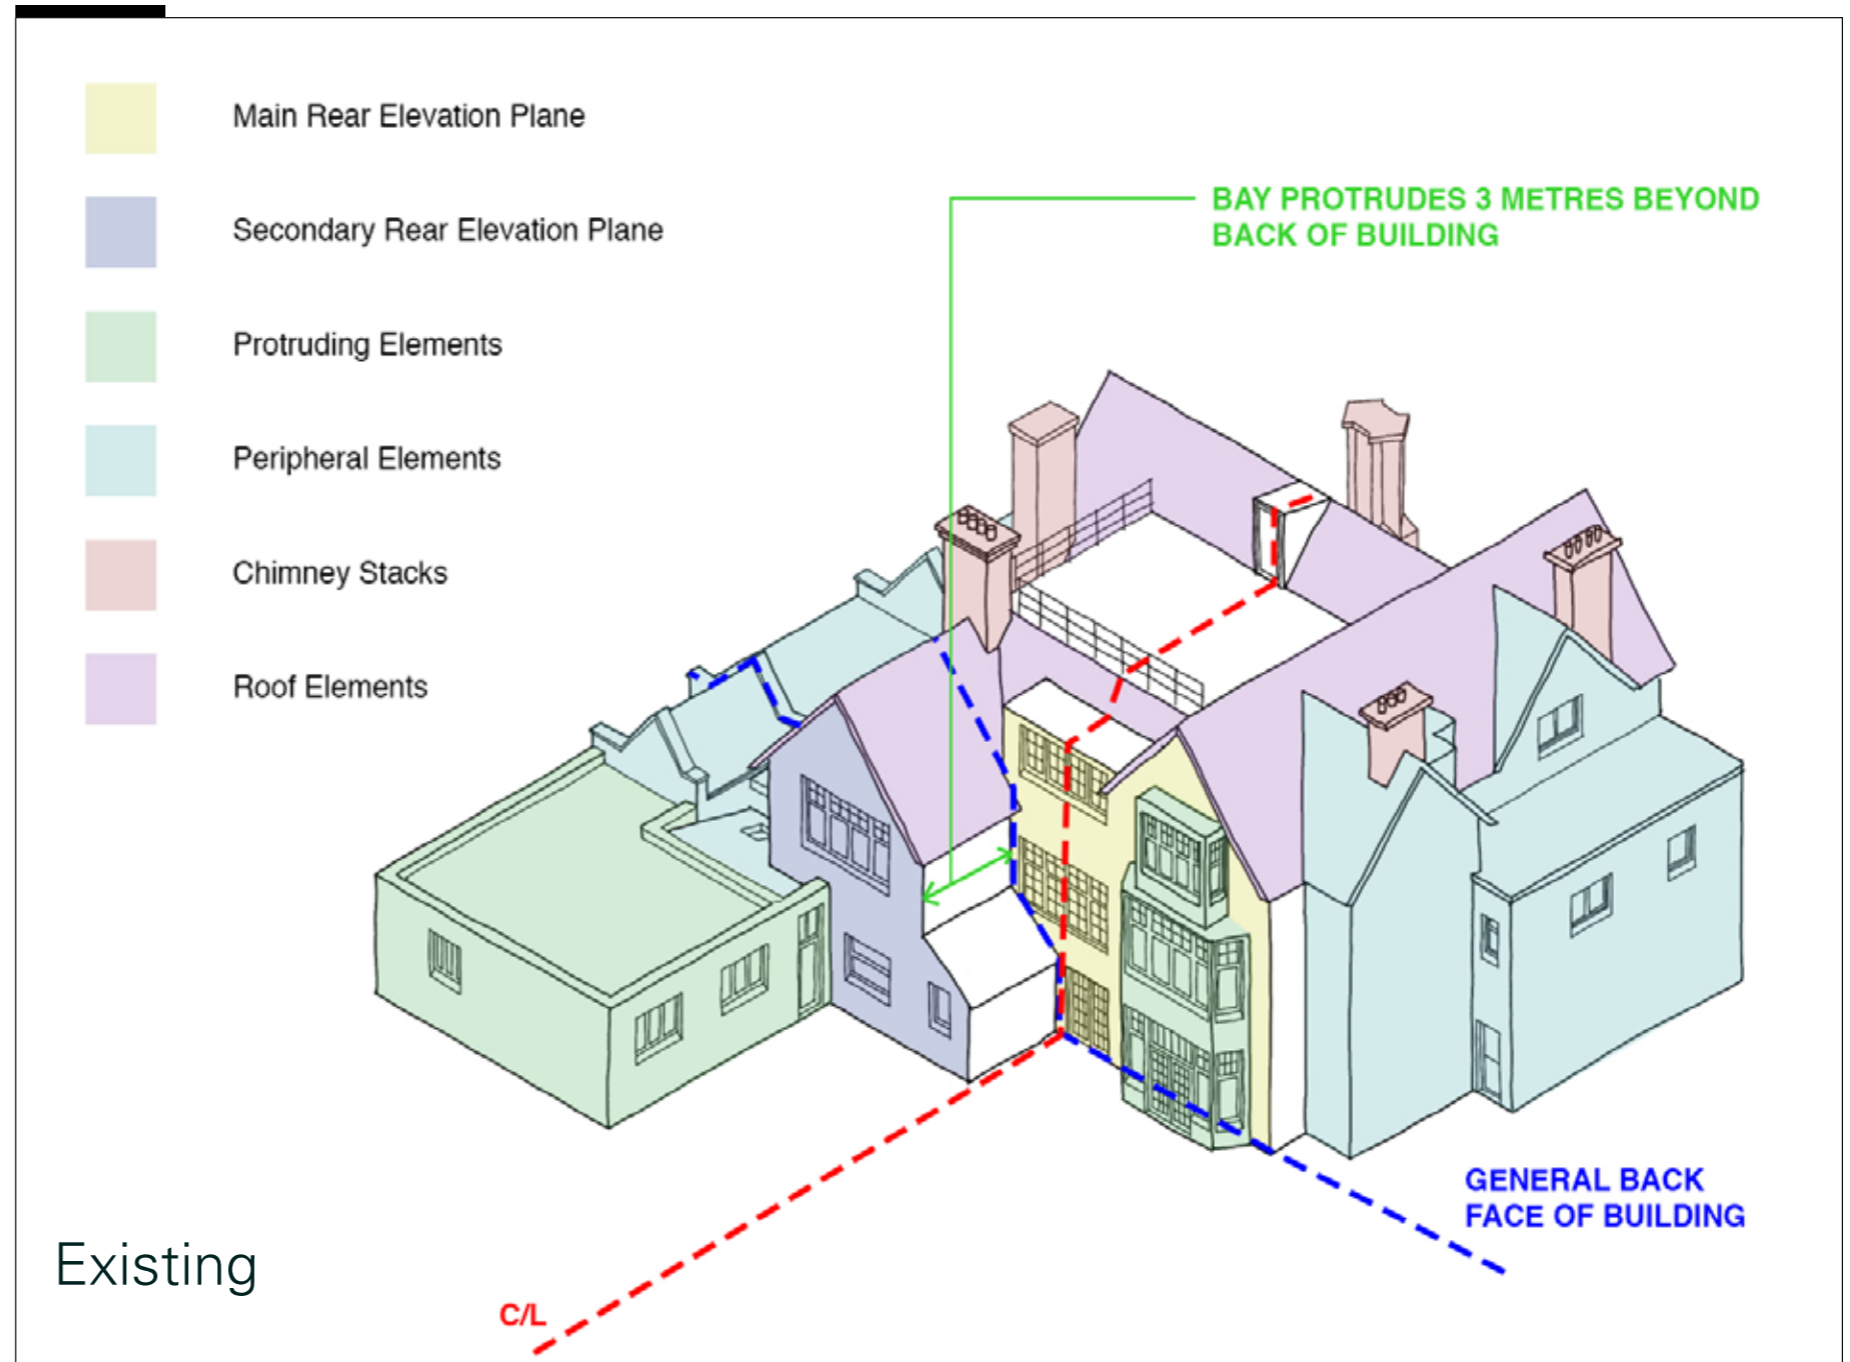 Main Rear Elevation Plane
Secondary Rear Elevation Plane
Protruding Elements
Peripheral Elements
Chimney Stacks
Roof Elements
BAY PROTRUDES 3 METRES BEYOND
BACK OF BUILDING
GENERAL BACK
FACE OF BUILDING
Existing
C/L